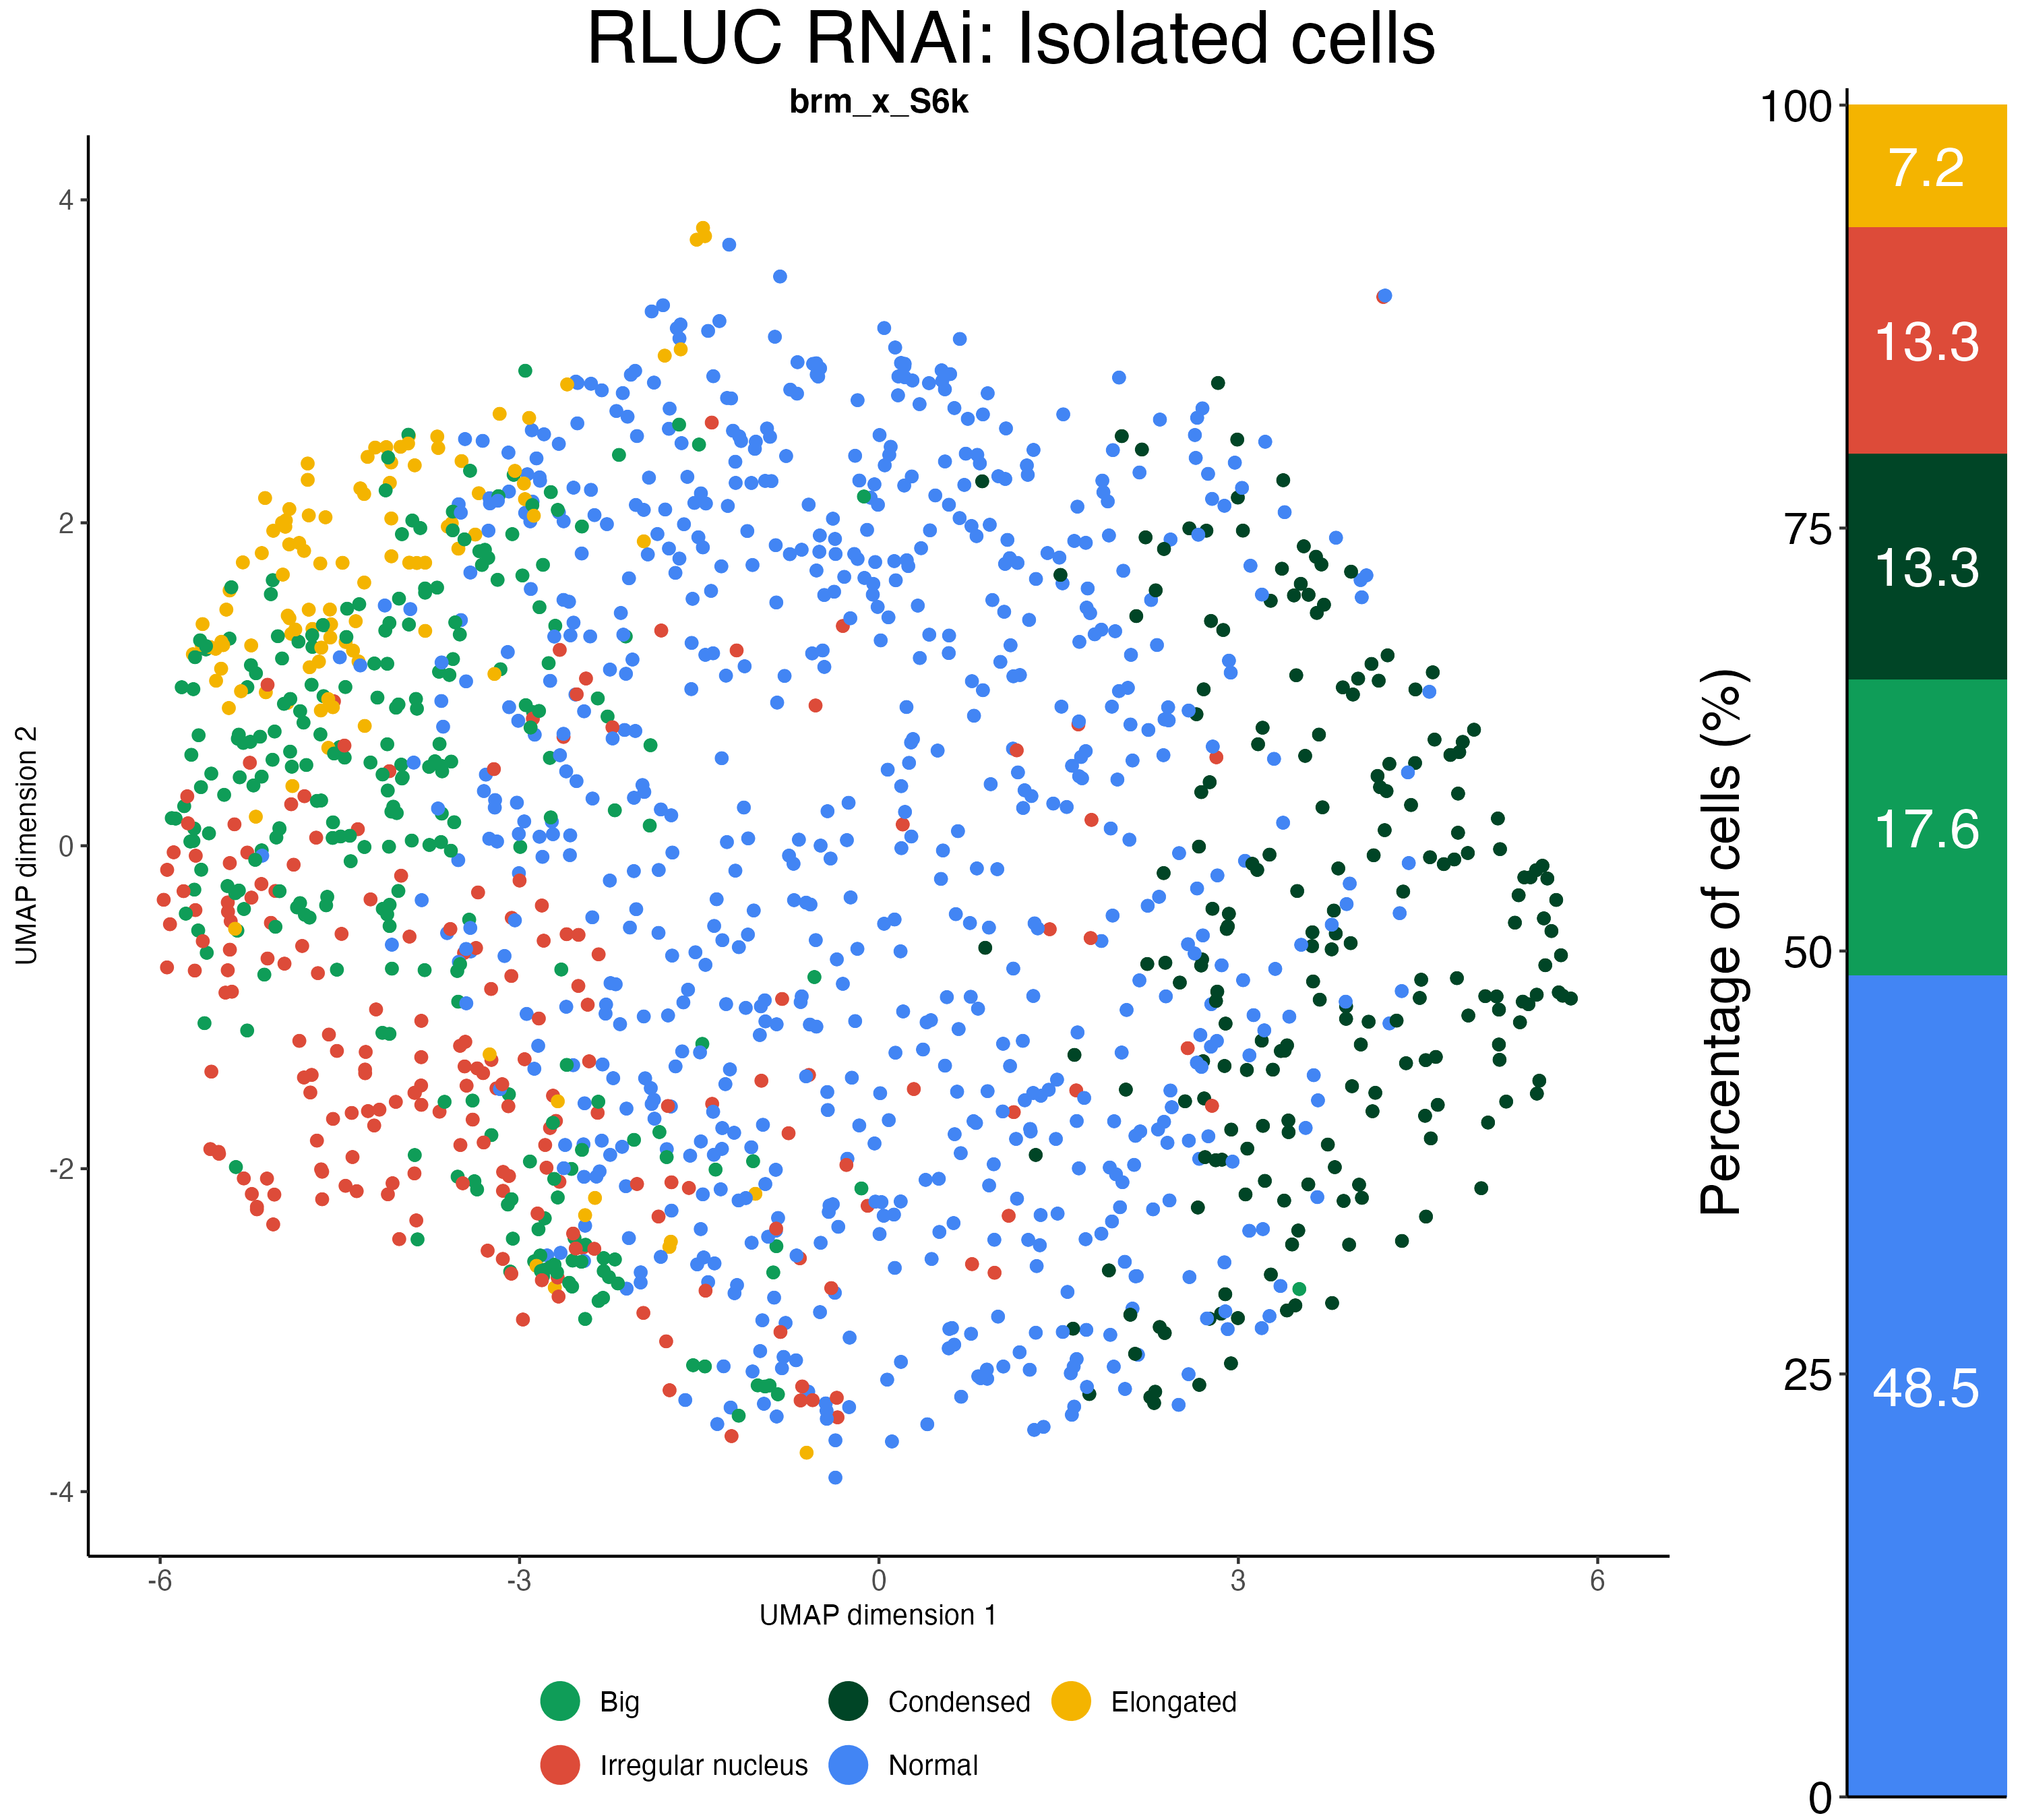 RLUC RNAi: Isolated cells
brm_x_S6k
UMAP dimension 2
4
2
0
-2
-4
-6
-3
0
3
6
UMAP dimension 1
Big
Condensed
Elongated
Irregular nucleus
Normal
Percentage of cells (%)
100
75
50
25
0
7.2
13.3
13.3
17.6
48.5